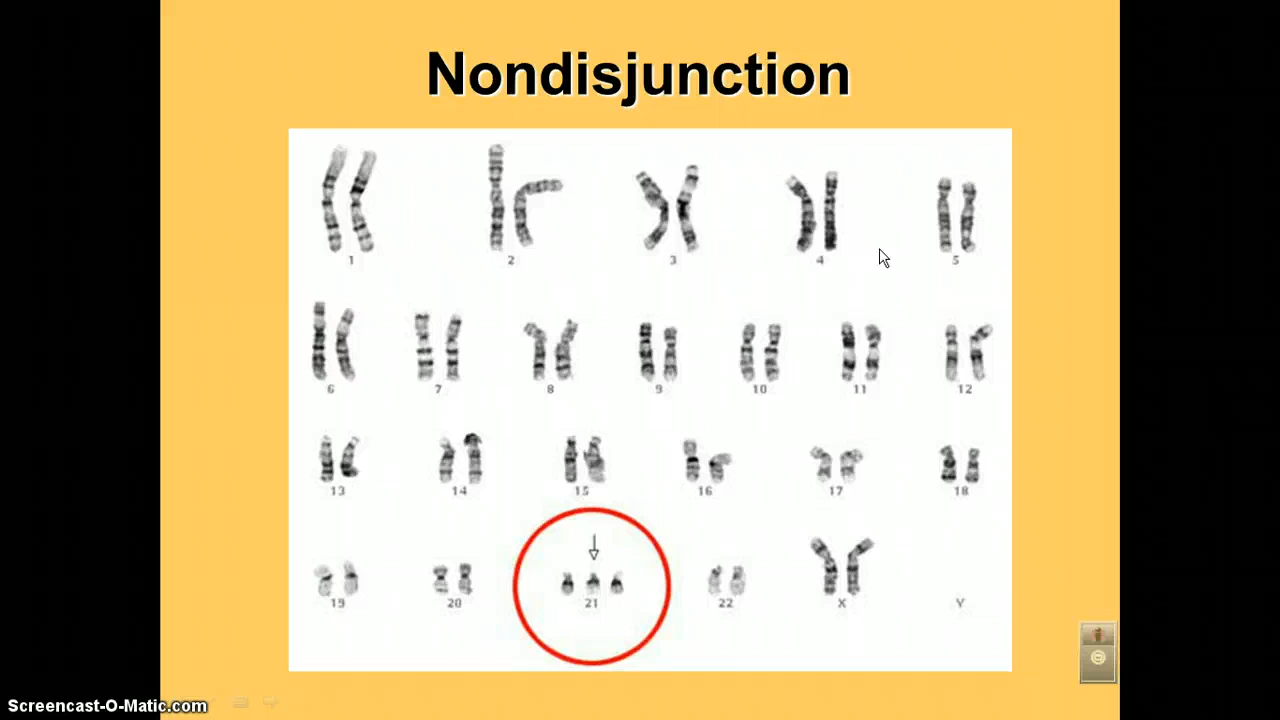 Nondisjunction
1 2 3 4 5
6 7 8 9 10 11 12
13 14 15 16 17 18
19 20 21 22 X Y
Screencast-O-Matic.com